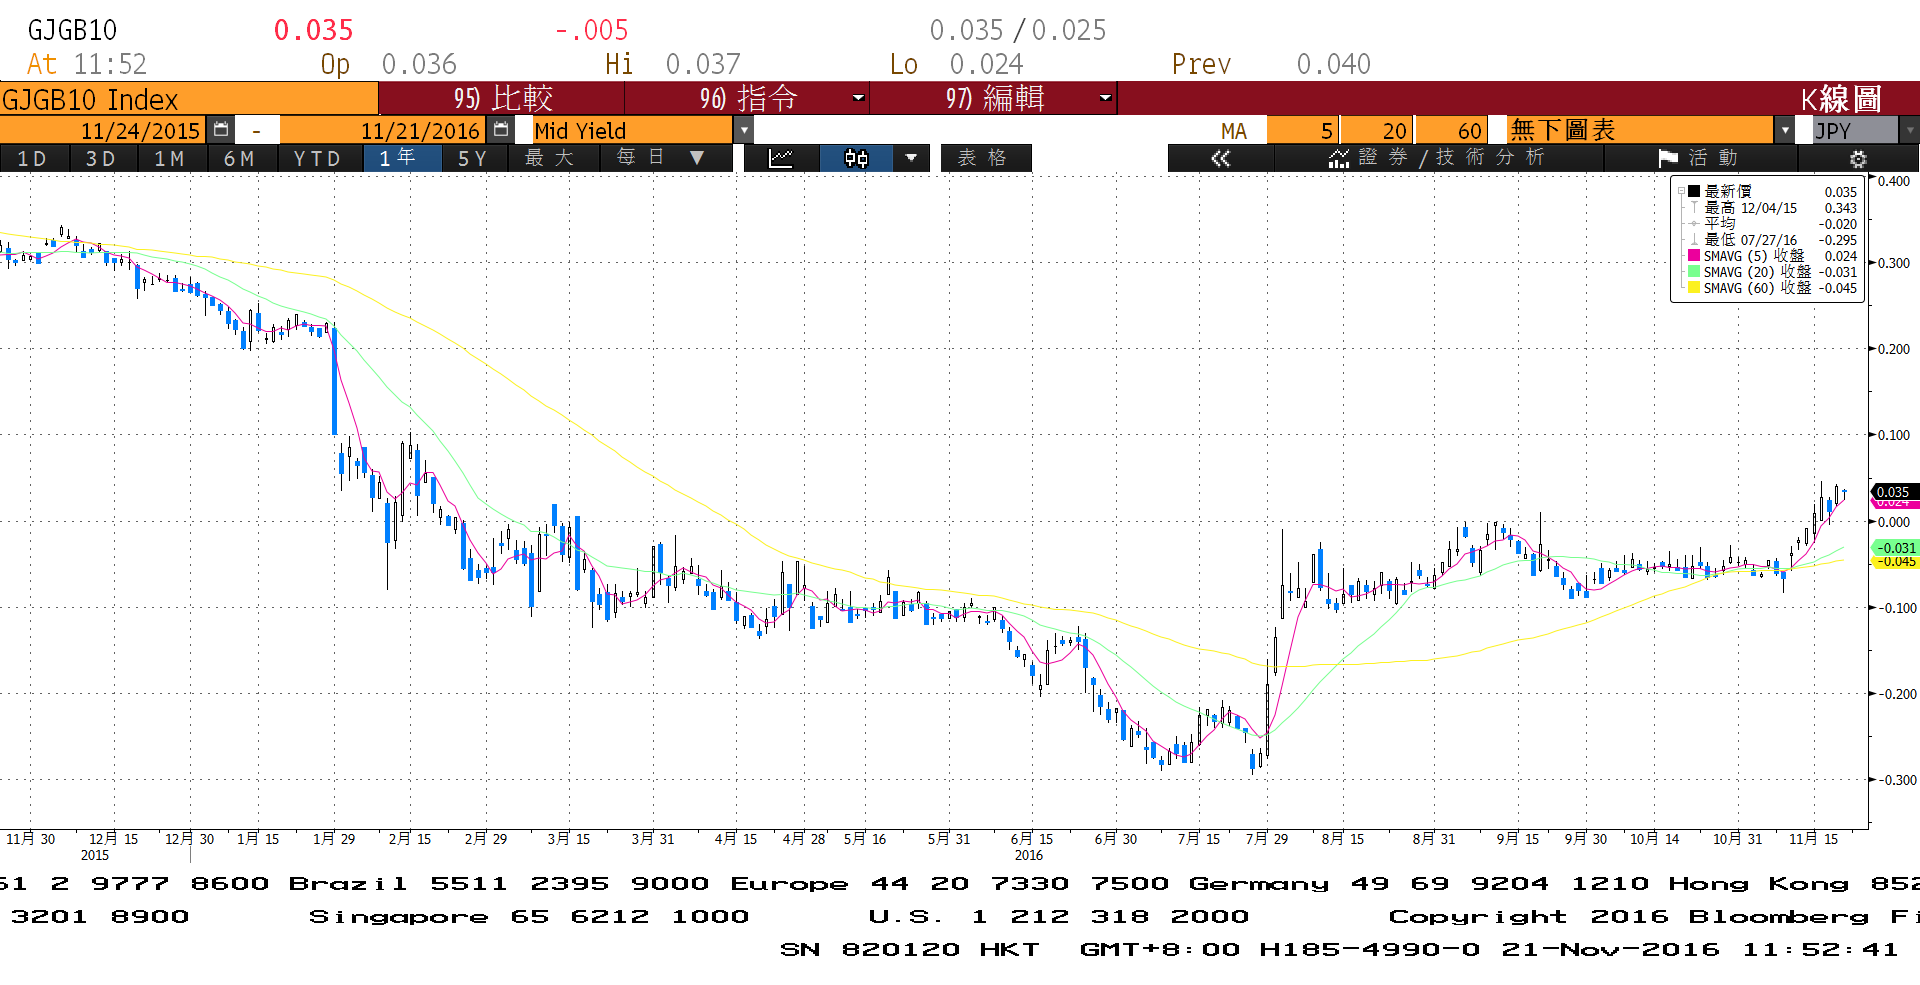 GJGB10 0.035 -.005 0.035 / 0.025
At 11:52 Op 0.036 Hi 0.037 Lo 0.024 Prev 0.040
GJGB10 Index 95) 比較 96) 指令 97) 編輯 K線圖
11/24/2015 - 11/21/2016 Mid Yield MA 5 20 60 無下圖表 JPY
1D 3D 1M 6M YTD 1年 5Y 最大 每日 ▼ 表格 « 證券/技術分析 活動
最新價 0.035
最高 12/04/15 0.343
平均 -0.020
最低 07/27/16 -0.295
SMAVG (5) 收盤 0.024
SMAVG (20) 收盤 -0.031
SMAVG (60) 收盤 -0.045
0.400
0.300
0.200
0.100
0.035
0.024
0.000
-0.031
-0.045
-0.100
-0.200
-0.300
11月 30 12月 15 12月 30 1月 15 1月 29 2月 15 2月 29 3月 15 3月 31 4月 15 4月 28 5月 16 5月 31 6月 15 6月 30 7月 15 7月 29 8月 15 8月 31 9月 15 9月 30 10月 14 10月 31 11月 15
2015 2016
61 2 9777 8600 Brazil 5511 2395 9000 Europe 44 20 7330 7500 Germany 49 69 9204 1210 Hong Kong 852
3201 8900 Singapore 65 6212 1000 U.S. 1 212 318 2000 Copyright 2016 Bloomberg Fi
SN 820120 HKT GMT+8:00 H185-4990-0 21-Nov-2016 11:52:41